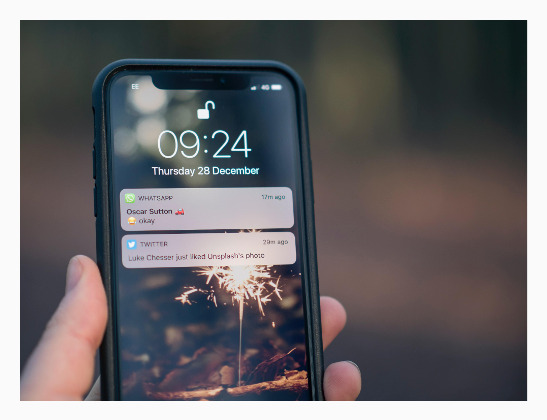 EE 4G
09:24
Thursday 28 December
WHATSAPP 17m ago
Oscar Sutton 🚗
😂 okay
TWITTER 29m ago
Luke Chesser just liked Unsplash's photo